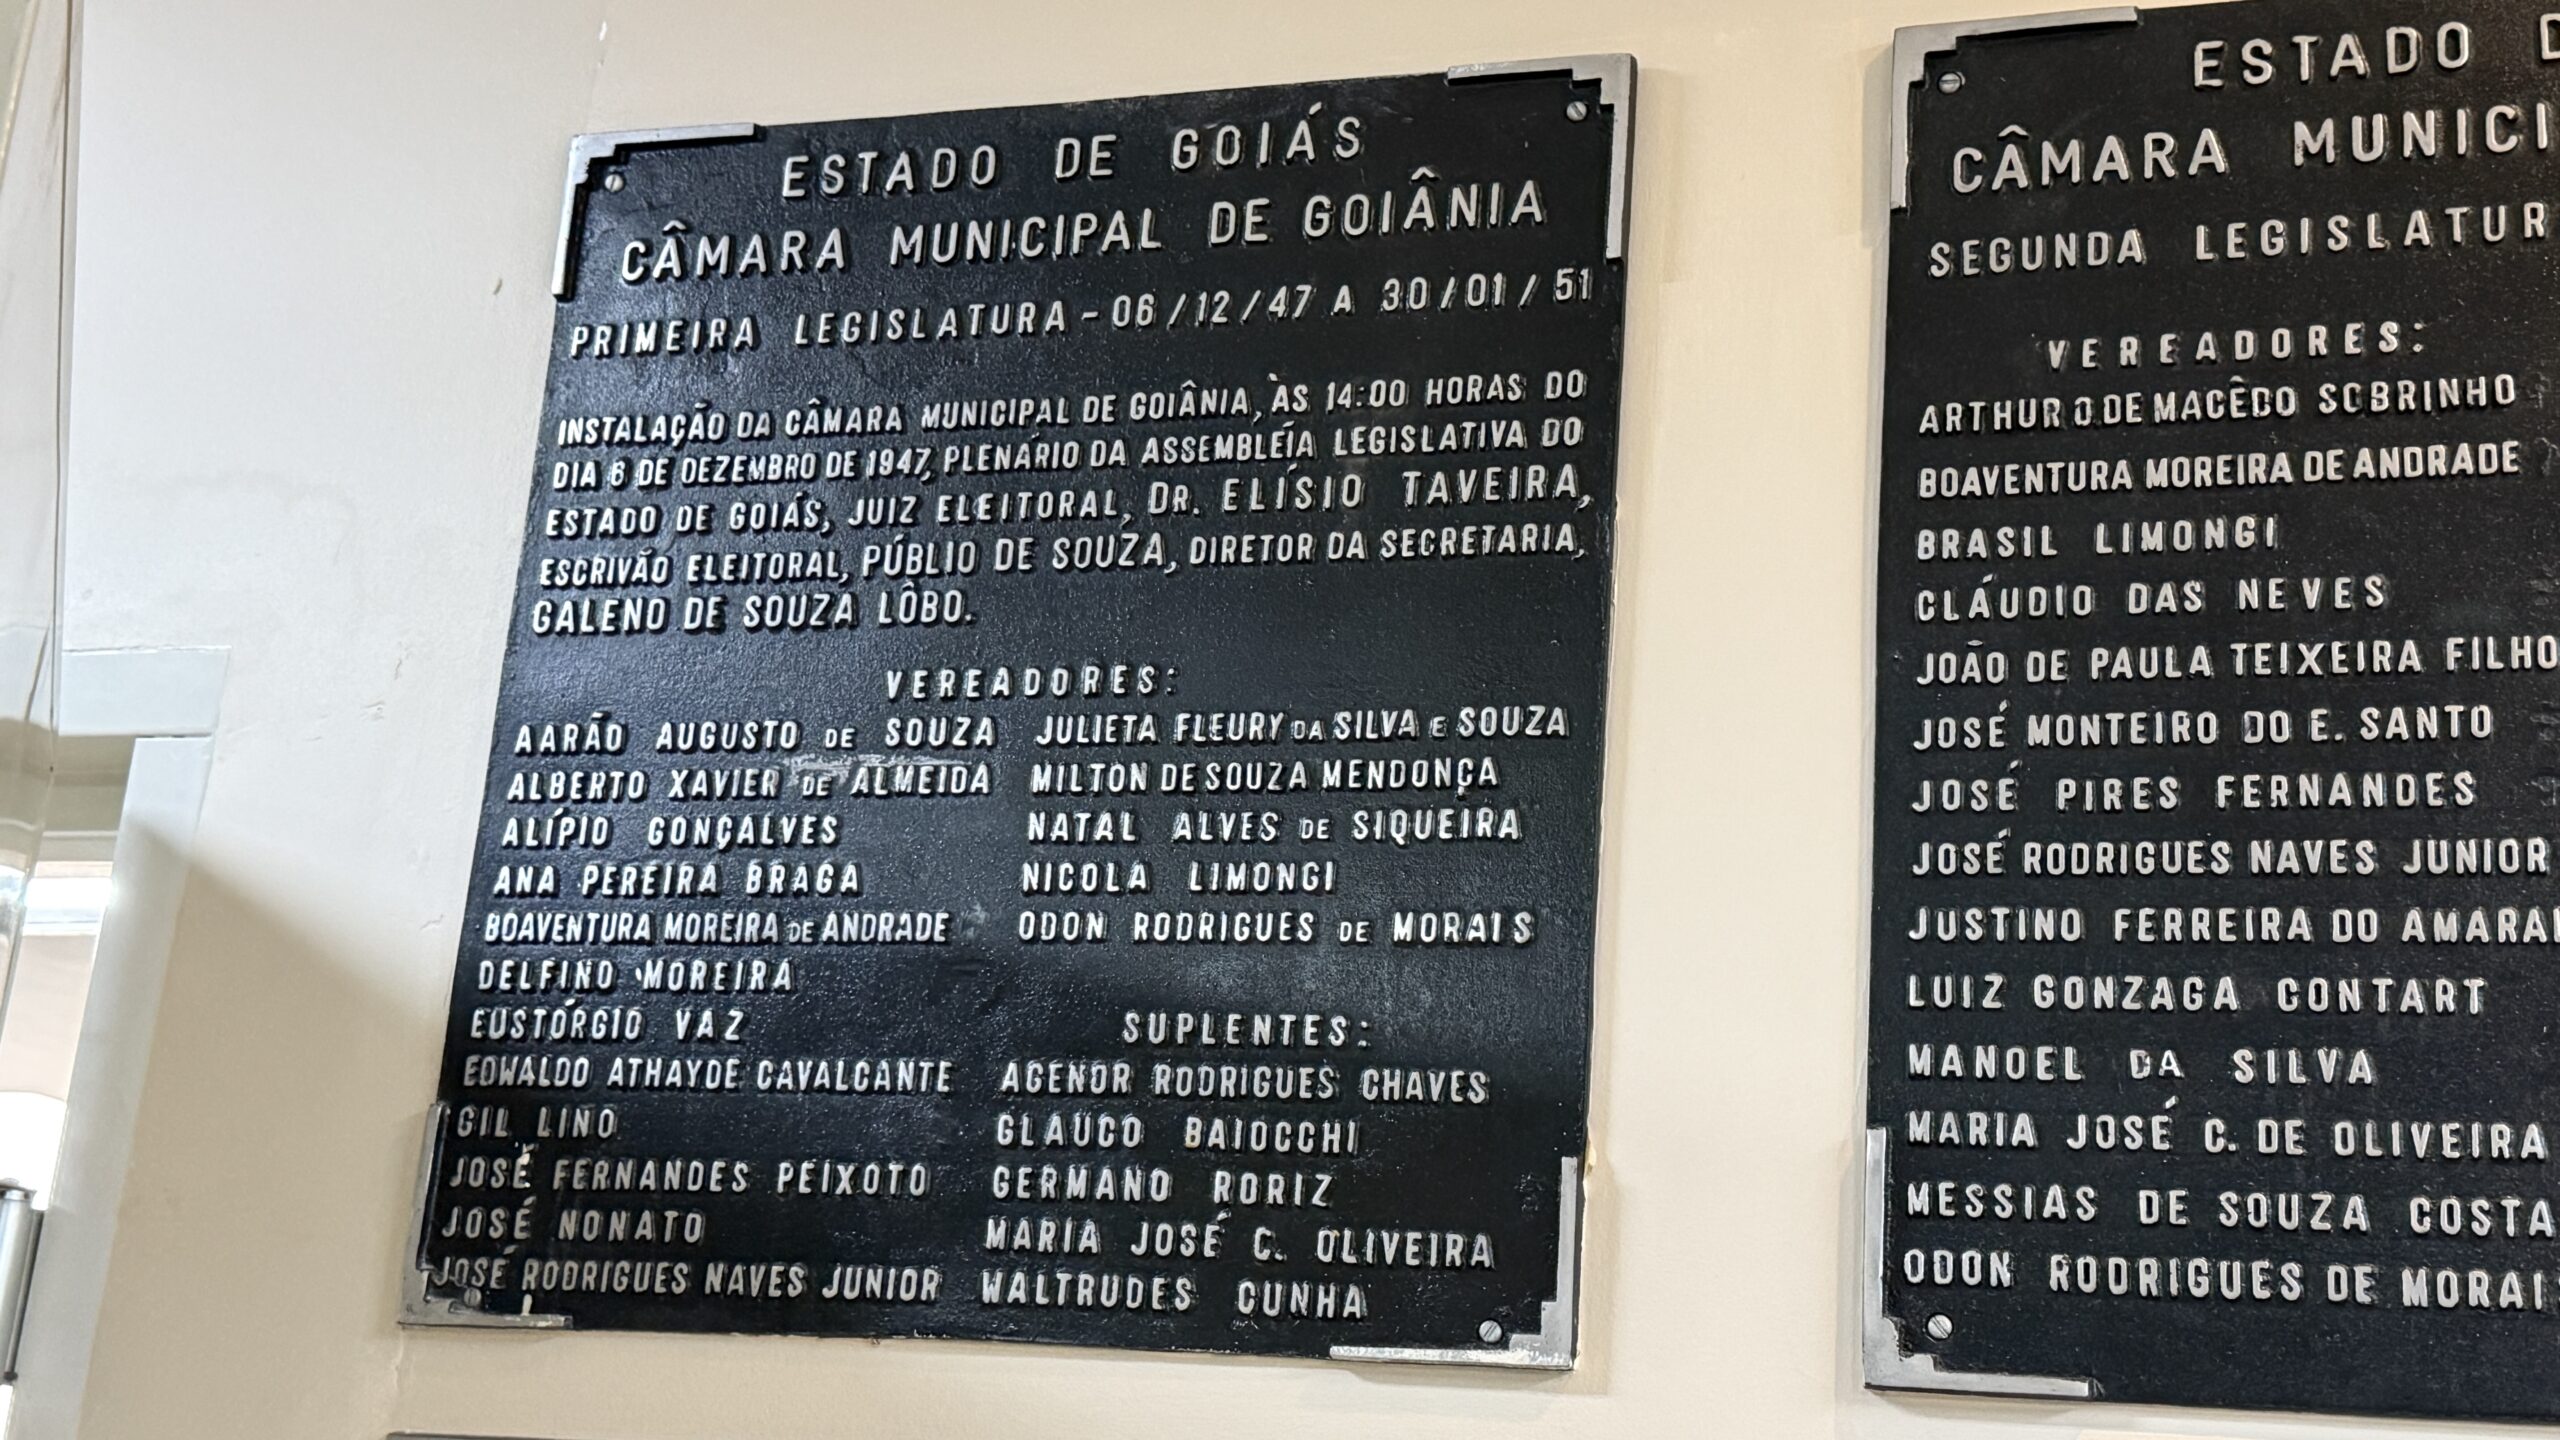 ESTADO DE GOIÁS
CÂMARA MUNICIPAL DE GOIÂNIA
PRIMEIRA LEGISLATURA - 06/12/47 A 30/01/51
INSTALAÇÃO DA CÂMARA MUNICIPAL DE GOIÂNIA, ÀS 14:00 HORAS DO
DIA 6 DE DEZEMBRO DE 1947, PLENÁRIO DA ASSEMBLEÍA LEGISLATIVA DO
ESTADO DE GOIÁS, JUIZ ELEITORAL, DR. ELÍSIO TAVEIRA,
ESCRIVÃO ELEITORAL, PÚBLIO DE SOUZA, DIRETOR DA SECRETARIA,
GALENO DE SOUZA LÔBO.
VEREADORES:
AARÃO AUGUSTO DE SOUZA
ALBERTO XAVIER DE ALMEIDA
ALÍPIO GONÇALVES
ANA PEREIRA BRAGA
BOAVENTURA MOREIRA DE ANDRADE
DELFINO MOREIRA
EUSTÓRGIO VAZ
EDWALDO ATHAYDE CAVALCANTE
GIL LINO
JOSÉ FERNANDES PEIXOTO
JOSÉ NONATO
JOSÉ RODRIGUES NAVES JUNIOR
JULIETA FLEURY DA SILVA E SOUZA
MILTON DE SOUZA MENDONÇA
NATAL ALVES DE SIQUEIRA
NICOLA LIMONGI
ODON RODRIGUES DE MORAIS
SUPLENTES:
AGENOR RODRIGUES CHAVES
GLAUCO BAIOCCHI
GERMANO RORIZ
MARIA JOSÉ C. OLIVEIRA
WALTRUDES CUNHA
ESTADO D
CÂMARA MUNICI
SEGUNDA LEGISLATUR
VEREADORES:
ARTHUR O. DE MACÊDO SOBRINHO
BOAVENTURA MOREIRA DE ANDRADE
BRASIL LIMONGI
CLÁUDIO DAS NEVES
JOÃO DE PAULA TEIXEIRA FILHO
JOSÉ MONTEIRO DO E. SANTO
JOSÉ PIRES FERNANDES
JOSÉ RODRIGUES NAVES JUNIOR
JUSTINO FERREIRA DO AMARAL
LUIZ GONZAGA CONTART
MANOEL DA SILVA
MARIA JOSÉ C. DE OLIVEIRA
MESSIAS DE SOUZA COSTA
ODON RODRIGUES DE MORAIS